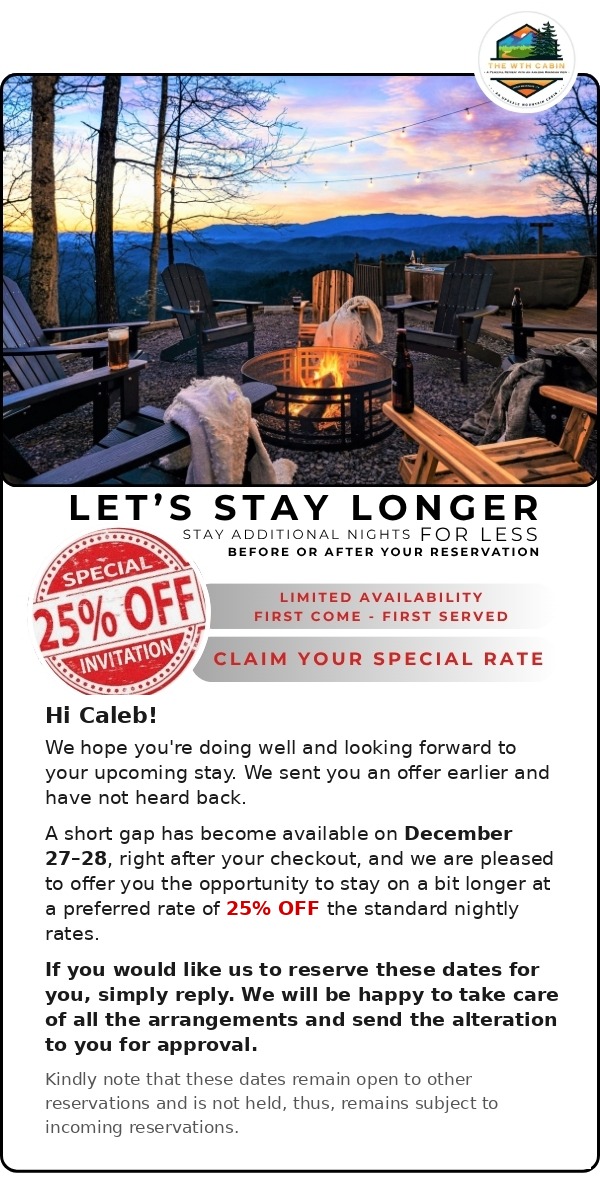 THE WTH CABIN
LET’S STAY LONGER
STAY ADDITIONAL NIGHTS FOR LESS
BEFORE OR AFTER YOUR RESERVATION
SPECIAL
25% OFF
INVITATION
LIMITED AVAILABILITY
FIRST COME - FIRST SERVED
CLAIM YOUR SPECIAL RATE
Hi Caleb!
We hope you're doing well and looking forward to
your upcoming stay. We sent you an offer earlier and
have not heard back.
A short gap has become available on December
27–28, right after your checkout, and we are pleased
to offer you the opportunity to stay on a bit longer at
a preferred rate of 25% OFF the standard nightly
rates.
If you would like us to reserve these dates for
you, simply reply. We will be happy to take care
of all the arrangements and send the alteration
to you for approval.
Kindly note that these dates remain open to other
reservations and is not held, thus, remains subject to
incoming reservations.